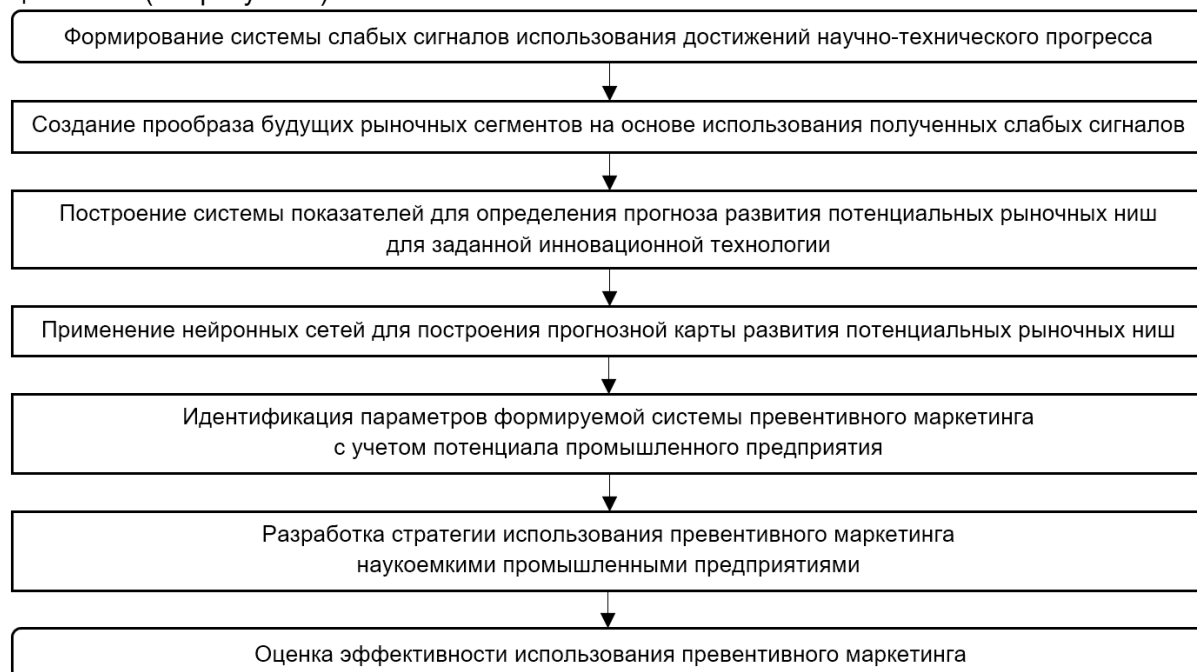 Формирование системы слабых сигналов использования достижений научно-технического прогресса
Создание прообраза будущих рыночных сегментов на основе использования полученных слабых сигналов
Построение системы показателей для определения прогноза развития потенциальных рыночных ниш
для заданной инновационной технологии
Применение нейронных сетей для построения прогнозной карты развития потенциальных рыночных ниш
Идентификация параметров формируемой системы превентивного маркетинга
с учетом потенциала промышленного предприятия
Разработка стратегии использования превентивного маркетинга
наукоемкими промышленными предприятиями
Оценка эффективности использования превентивного маркетинга